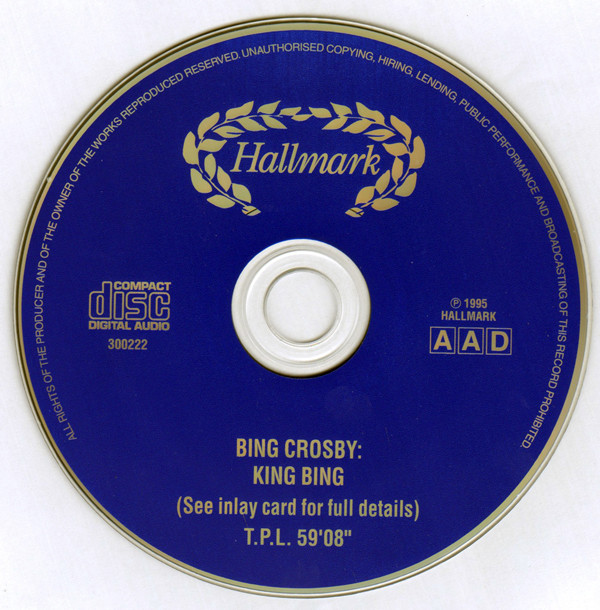 ALL RIGHTS OF THE PRODUCER AND OF THE OWNER OF THE WORKS REPRODUCED RESERVED. UNAUTHORISED COPYING, HIRING, LENDING, PUBLIC PERFORMANCE AND BROADCASTING OF THIS RECORD PROHIBITED.
Hallmark
COMPACT
disc
DIGITAL AUDIO
300222
℗ 1995
HALLMARK
AAD
BING CROSBY:
KING BING
(See inlay card for full details)
T.P.L. 59'08"